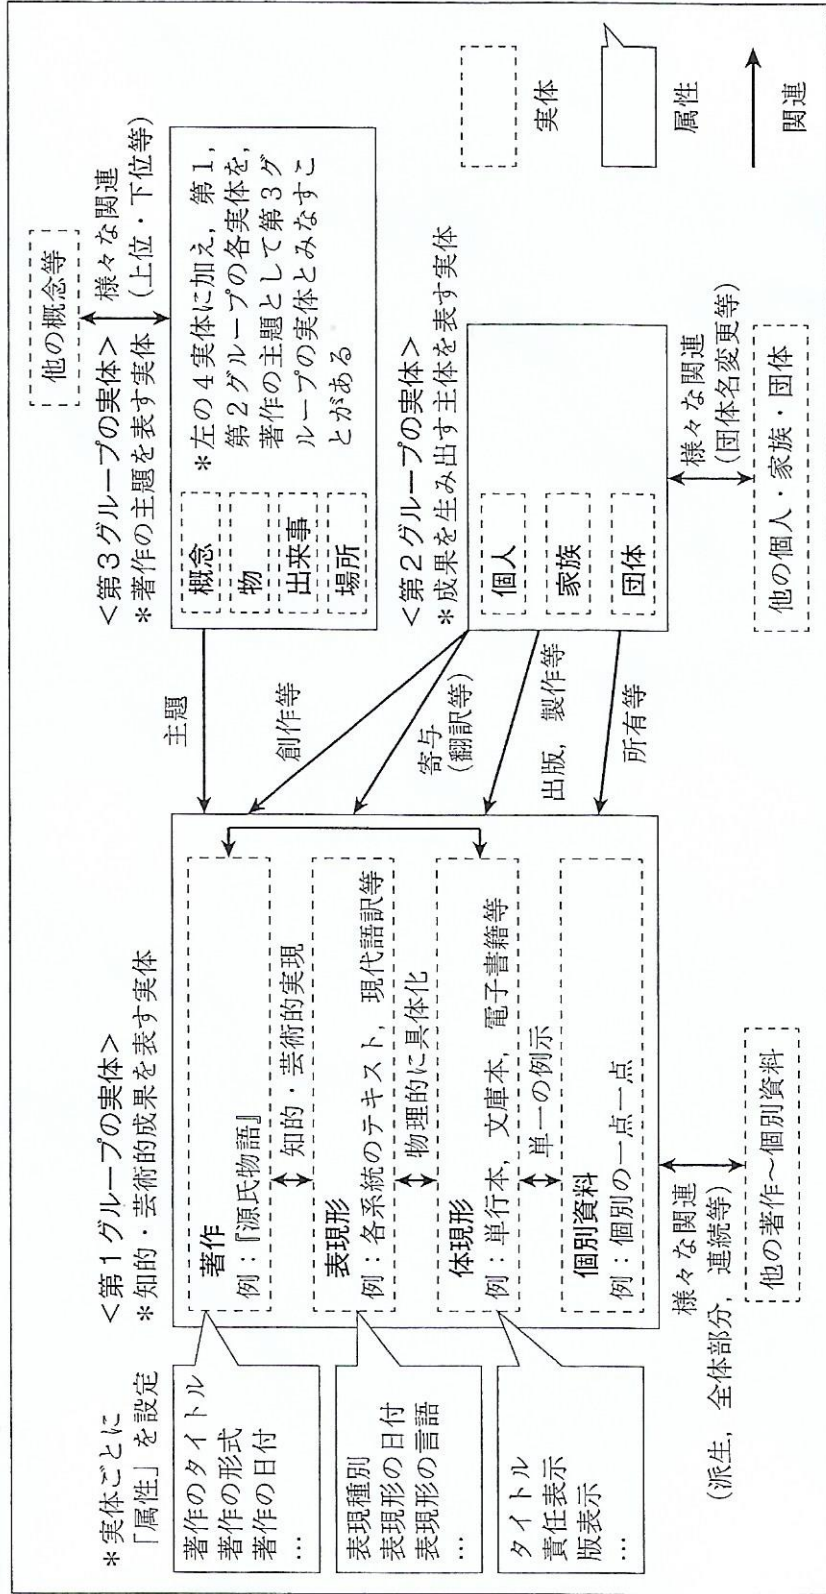 *実体ごとに
「属性」を設定
著作のタイトル
著作の形式
著作の日付
…
表現種別
表現形の日付
表現形の言語
…
タイトル
責任表示
版表示
…
<第1グループの実体>
*知的・芸術的成果を表す実体
著作
例：『源氏物語』
知的・芸術的実現
表現形
例：各系統のテキスト，現代語訳等
物理的に具体化
体現形
例：単行本，文庫本，電子書籍等
単一の例示
個別資料
例：個別の一点一点
様々な関連
(派生，全体部分，連続等)
他の著作～個別資料
主題
創作等
寄与
(翻訳等)
出版，製作等
所有等
他の概念等
様々な関連
(上位・下位等)
<第3グループの実体>
*著作の主題を表す実体
概念
物
出来事
場所
*左の4実体に加え，第1，
第2グループの各実体を，
著作の主題として第3グ
ループの実体とみなすこ
とがある
<第2グループの実体>
*成果を生み出す主体を表す実体
個人
家族
団体
様々な関連
(団体名変更等)
他の個人・家族・団体
実体
属性
関連